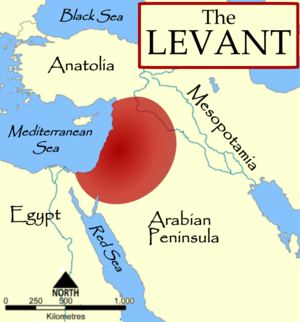 The
LEVANT
Black Sea
Anatolia
Mesopotamia
Mediterranean
Sea
Egypt
Red Sea
Arabian
Peninsula
NORTH
0 250 500 1,000
Kilometres